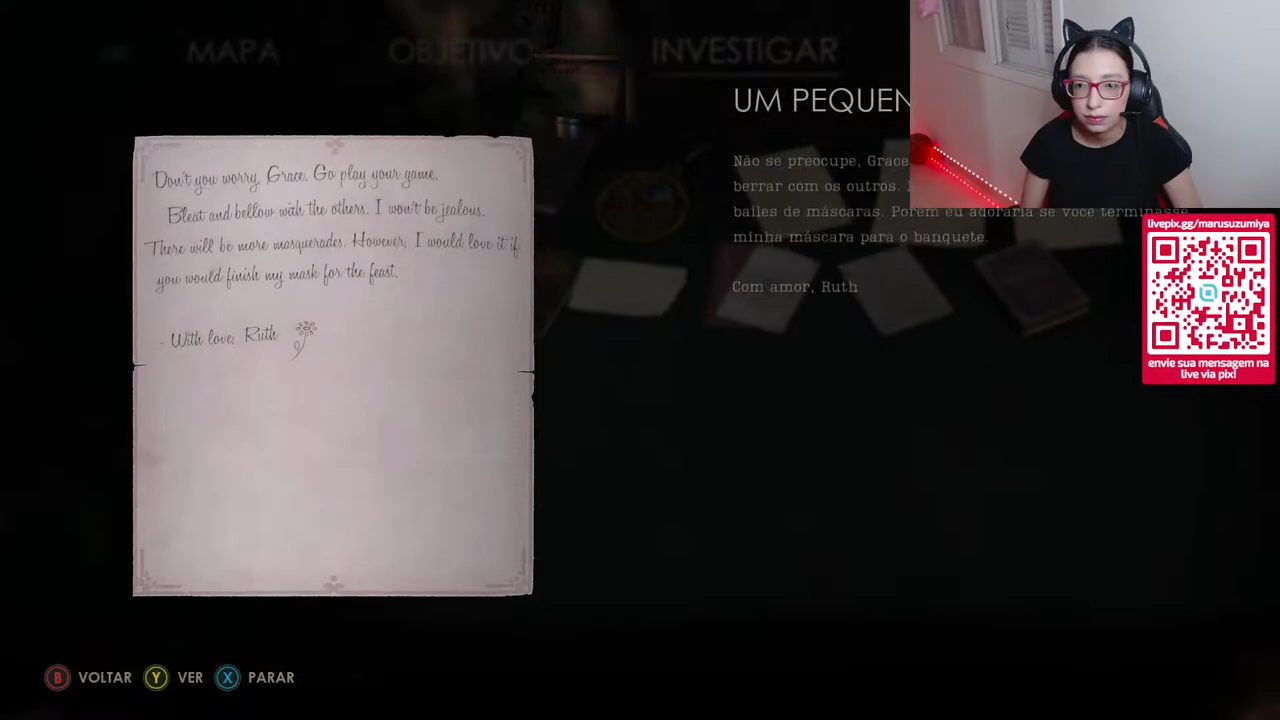 MAPA
OBJETIVO
INVESTIGAR
UM PEQUEN
Don't you worry, Grace. Go play your game,
Bleat and bellow with the others. I won't be jealous.
There will be more masquerades. However, I would love it if
you would finish my mask for the feast.
- With love, Ruth
Não se preocupe, Grace
berrar com os outros.
bailes de máscaras. Porém eu adoraria se você terminasse
minha máscara para o banquete.
Com amor, Ruth
livepix.gg/marusuzumiya
envie sua mensagem na
live via pix!
B VOLTAR Y VER X PARAR